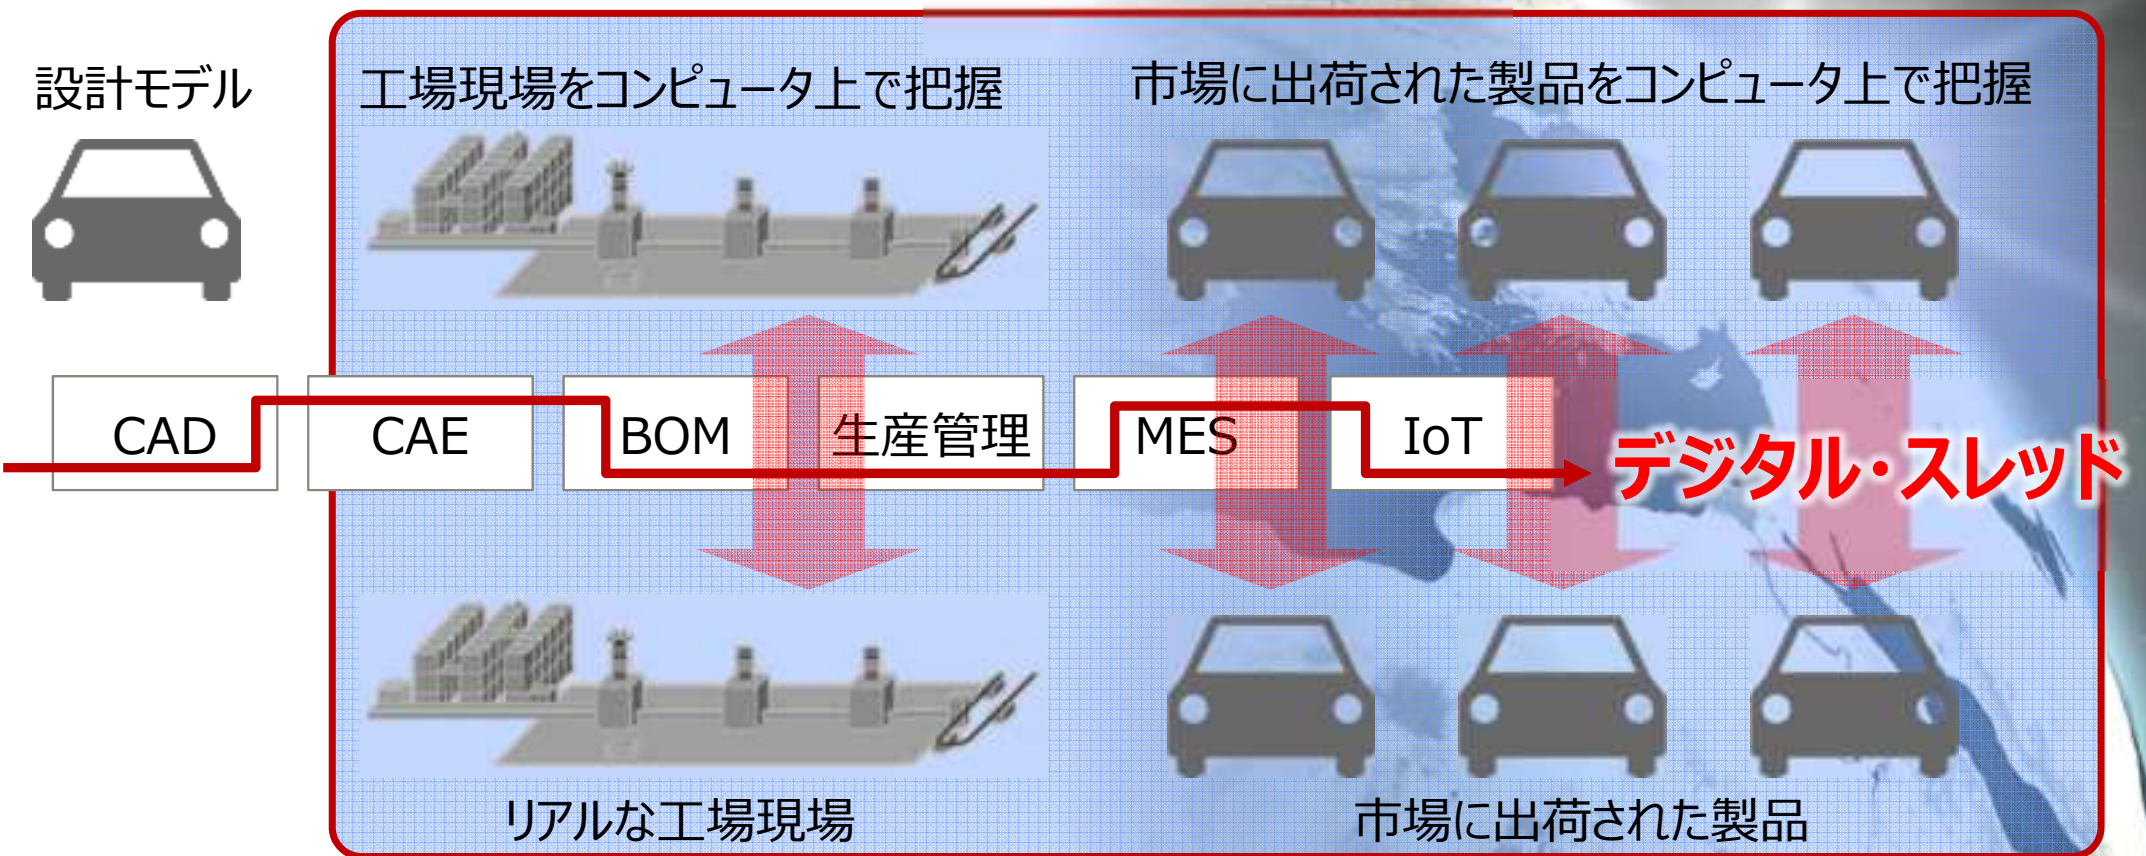 設計モデル
工場現場をコンピュータ上で把握
市場に出荷された製品をコンピュータ上で把握
CAD
CAE
BOM
生産管理
MES
IoT
デジタル・スレッド
リアルな工場現場
市場に出荷された製品